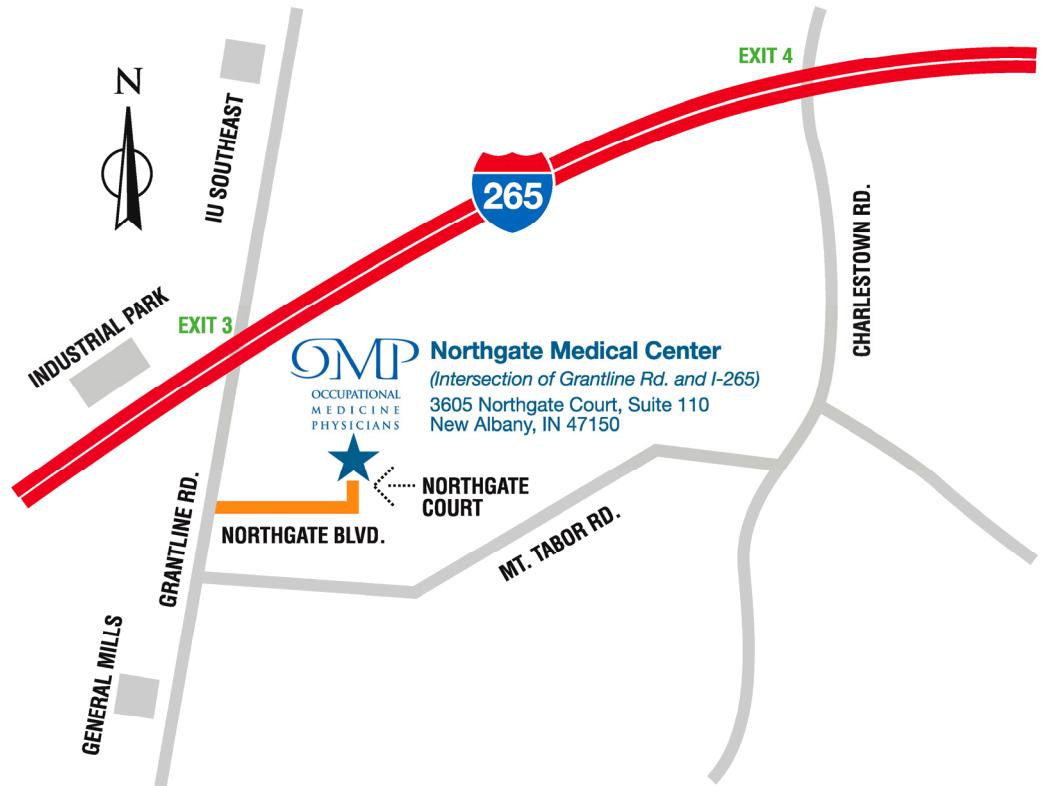 EXIT 4
N
IU SOUTHEAST
265
CHARLESTOWN RD.
INDUSTRIAL PARK
EXIT 3
OMP
OCCUPATIONAL
MEDICINE
PHYSICIANS
Northgate Medical Center
(Intersection of Grantline Rd. and I-265)
3605 Northgate Court, Suite 110
New Albany, IN 47150
NORTHGATE
COURT
GRANTLINE RD.
NORTHGATE BLVD.
MT. TABOR RD.
GENERAL MILLS